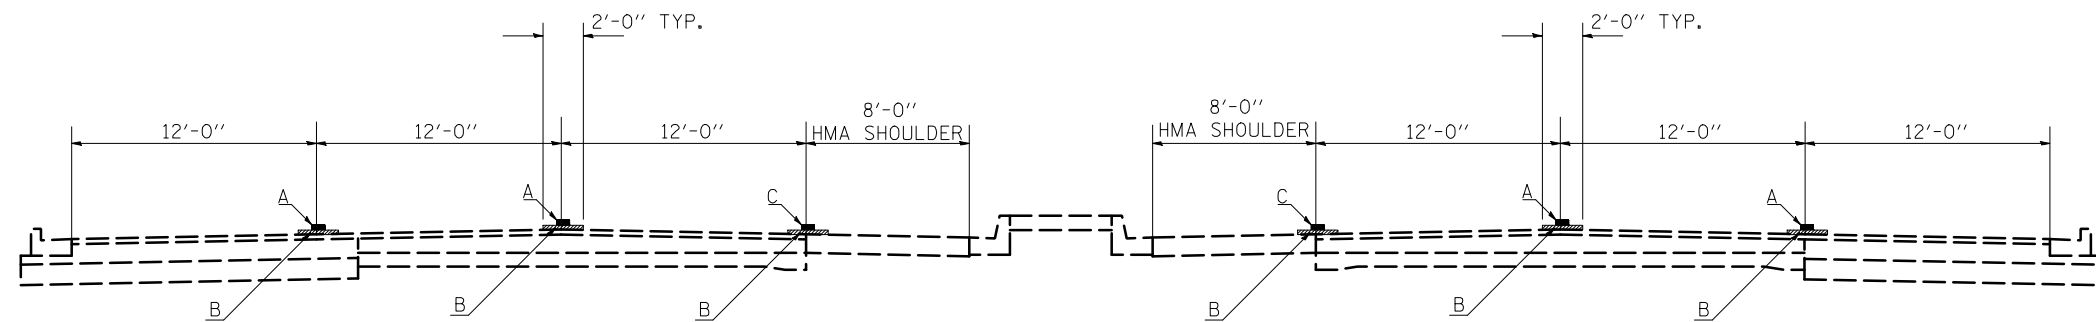 2'-0" TYP.
2'-0" TYP.
12'-0"
12'-0"
12'-0"
8'-0"
HMA SHOULDER
8'-0"
HMA SHOULDER
12'-0"
12'-0"
12'-0"
A
A
C
C
A
A
B
B
B
B
B
B